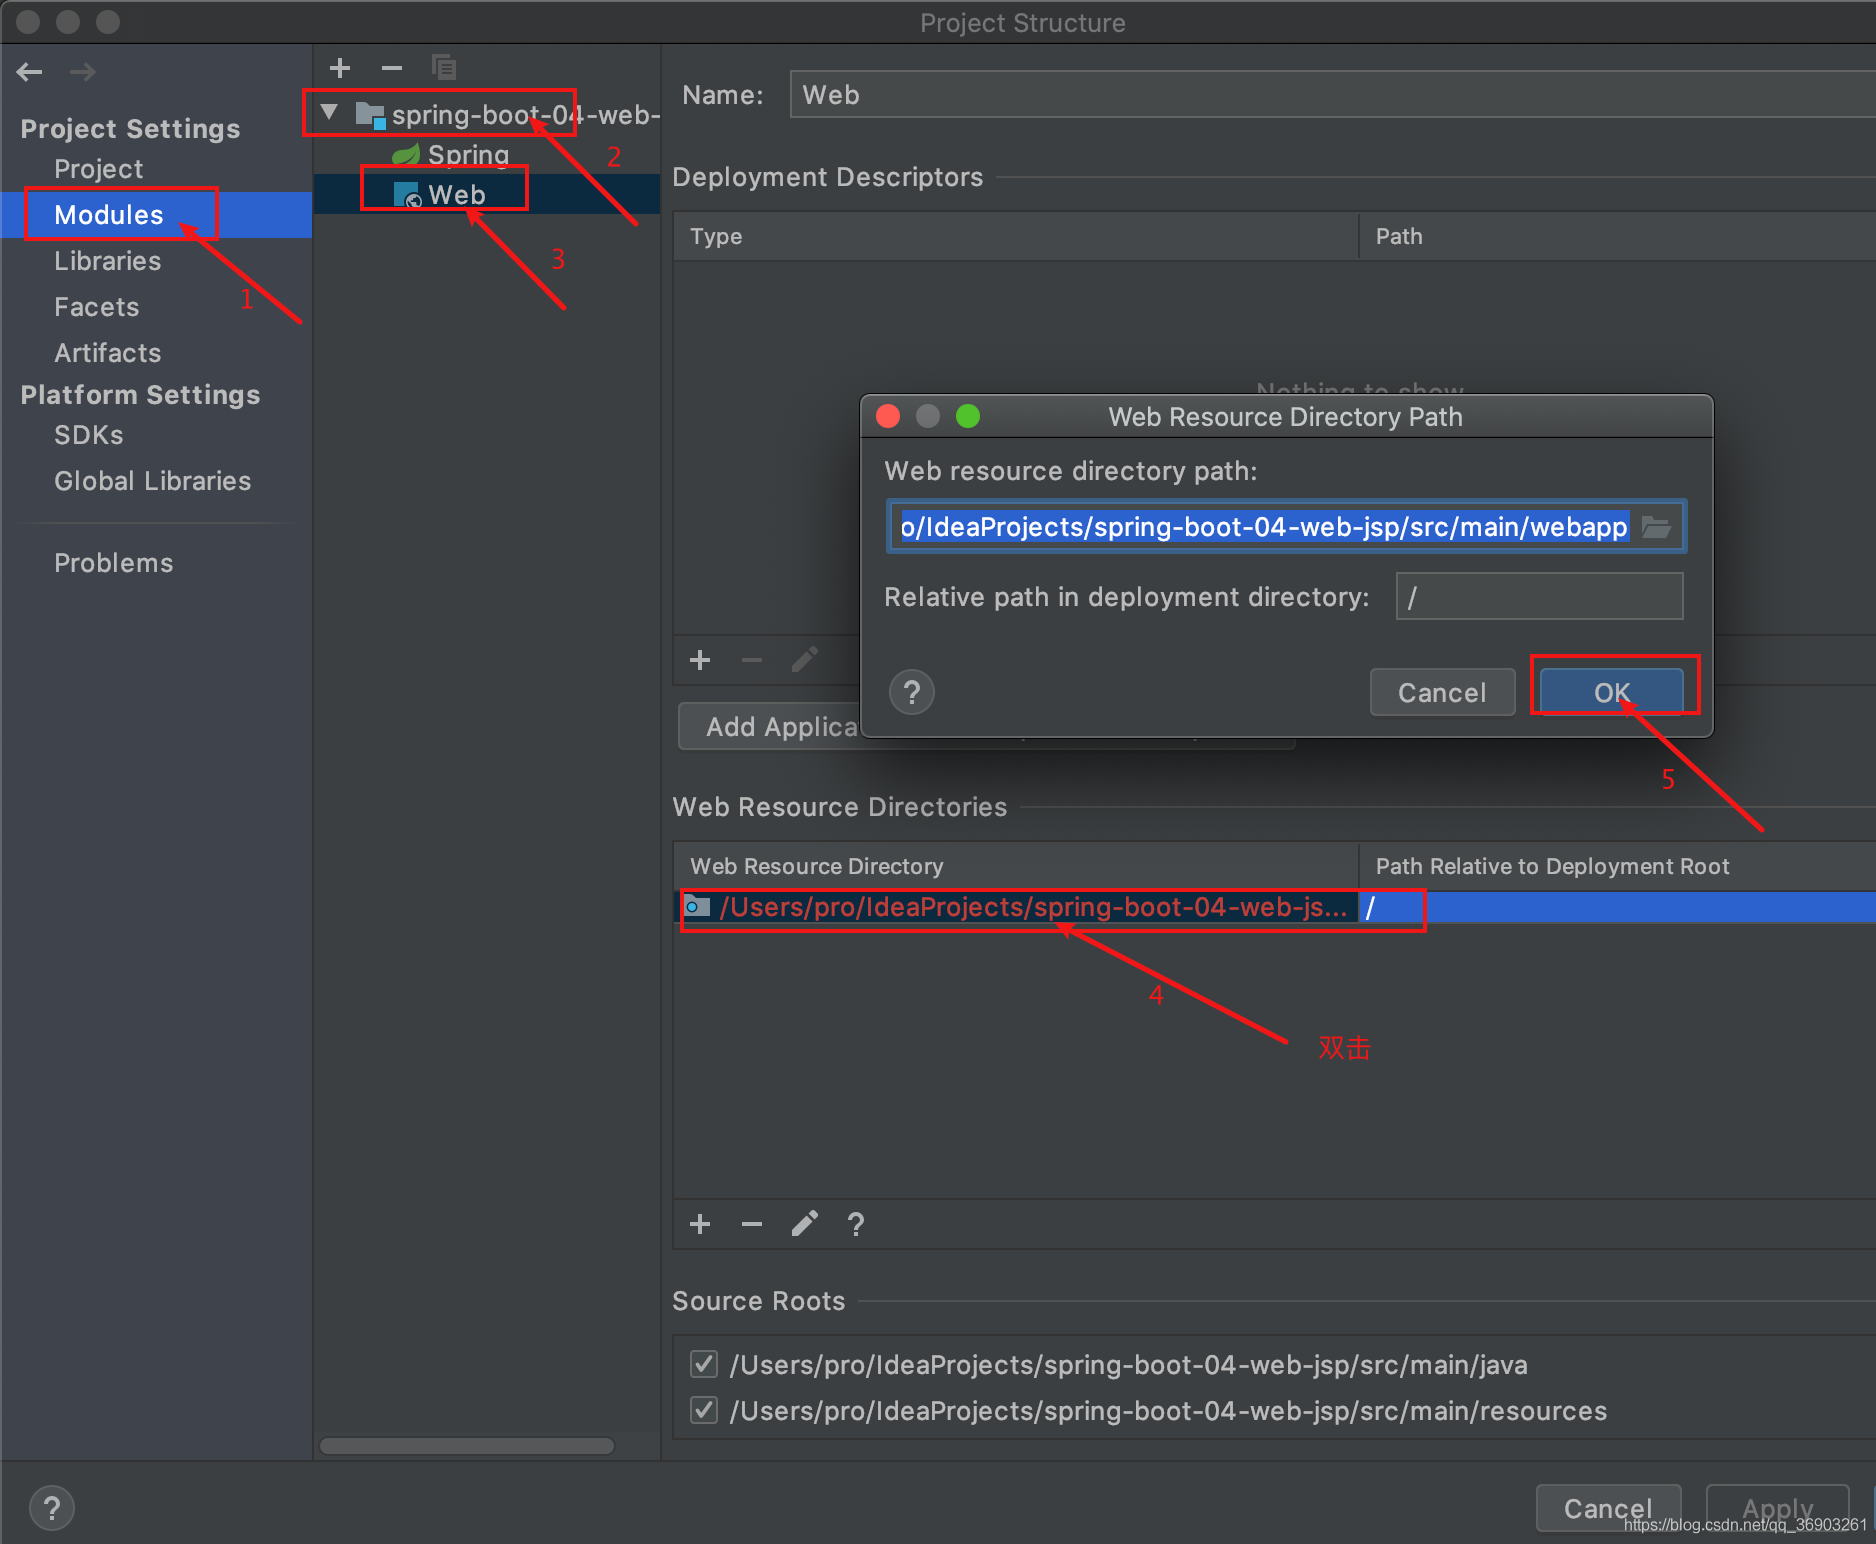 Project Structure
Project Settings
Project
Modules
Libraries
Facets
Artifacts
Platform Settings
SDKs
Global Libraries
Problems
1
spring-boot-04-web-
Spring
Web
2
3
Name:
Web
Deployment Descriptors
Type
Path
Nothing to show
Web Resource Directory Path
Web resource directory path:
o/IdeaProjects/spring-boot-04-web-jsp/src/main/webapp
Relative path in deployment directory:
/
?
Cancel
OK
5
Add Applica
Web Resource Directories
Web Resource Directory
Path Relative to Deployment Root
/Users/pro/IdeaProjects/spring-boot-04-web-js...
/
4
双击
?
Source Roots
/Users/pro/IdeaProjects/spring-boot-04-web-jsp/src/main/java
/Users/pro/IdeaProjects/spring-boot-04-web-jsp/src/main/resources
?
Cancel
Apply
https://blog.csdn.net/qq_36903261